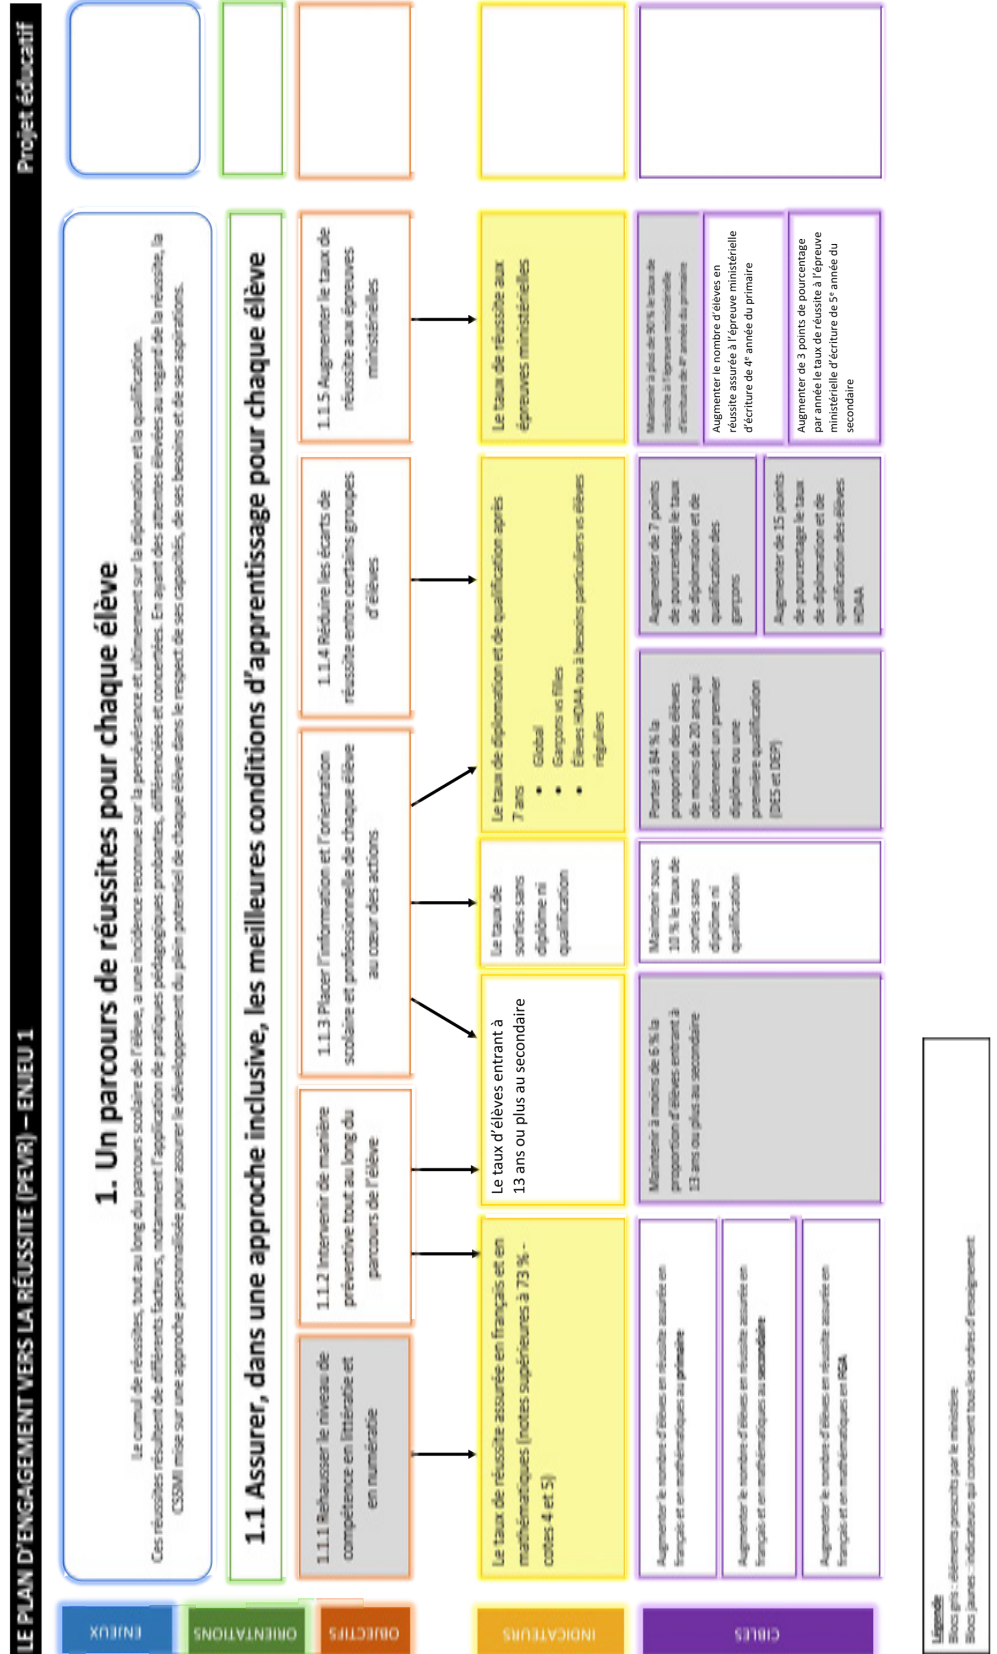 LE PLAN D'ENGAGEMENT VERS LA RÉUSSITE (PEVR) – ENJEU 1
Projet éducatif
ENJEUX
1. Un parcours de réussites pour chaque élève
Le cumul de réussites, tout au long du parcours scolaire de l'élève, a une incidence reconnue sur la persévérance et ultimement sur la diplomation et la qualification.
Ces réussites résultent de différents facteurs, notamment l'application de pratiques pédagogiques probantes, différenciées et concertées. En ayant des attentes élevées au regard de la réussite, la
CSSMI mise sur une approche personnalisée pour assurer le développement du plein potentiel de chaque élève dans le respect de ses capacités, de ses besoins et de ses aspirations.
ORIENTATIONS
1.1 Assurer, dans une approche inclusive, les meilleures conditions d'apprentissage pour chaque élève
OBJECTIFS
1.1.1 Rehausser le niveau de
compétence en littératie et
en numératie
1.1.2 Intervenir de manière
préventive tout au long du
parcours de l'élève
1.1.3 Placer l'information et l'orientation
scolaire et professionnelle de chaque élève
au cœur des actions
1.1.4 Réduire les écarts de
réussite entre certains groupes
d'élèves
1.1.5 Augmenter le taux de
réussite aux épreuves
ministérielles
INDICATEURS
Le taux de réussite assurée en français et en
mathématiques (notes supérieures à 73 % -
cotes 4 et 5)
Le taux d'élèves entrant à
13 ans ou plus au secondaire
Le taux de
sorties sans
diplôme ni
qualification
Le taux de diplomation et de qualification après
7 ans
• Global
• Garçons vs filles
• Élèves HDAA ou à besoins particuliers vs élèves
réguliers
Le taux de réussite aux
épreuves ministérielles
CIBLES
Augmenter le nombre d'élèves en réussite assurée en
français et en mathématiques au primaire
Augmenter le nombre d'élèves en réussite assurée en
français et en mathématiques au secondaire
Augmenter le nombre d'élèves en réussite assurée en
français et en mathématiques en FGA
Maintenir à moins de 6 % la
proportion d'élèves entrant à
13 ans ou plus au secondaire
Maintenir sous
10 % le taux de
sorties sans
diplôme ni
qualification
Porter à 84 % la
proportion des élèves
de moins de 20 ans qui
obtiennent un premier
diplôme ou une
première qualification
(DES et DEP)
Augmenter de 7 points
de pourcentage le taux
de diplomation et de
qualification des
garçons
Augmenter de 15 points
de pourcentage le taux
de diplomation et de
qualification des élèves
HDAA
Maintenir à plus de 90 % le taux de
réussite à l'épreuve ministérielle
d'écriture de 4e année du primaire
Augmenter le nombre d'élèves en
réussite assurée à l'épreuve ministérielle
d'écriture de 4e année du primaire
Augmenter de 3 points de pourcentage
par année le taux de réussite à l'épreuve
ministérielle d'écriture de 5e année du
secondaire
Légende
Blocs gris : éléments prescrits par le ministère
Blocs jaunes : indicateurs qui concernent tous les ordres d'enseignement